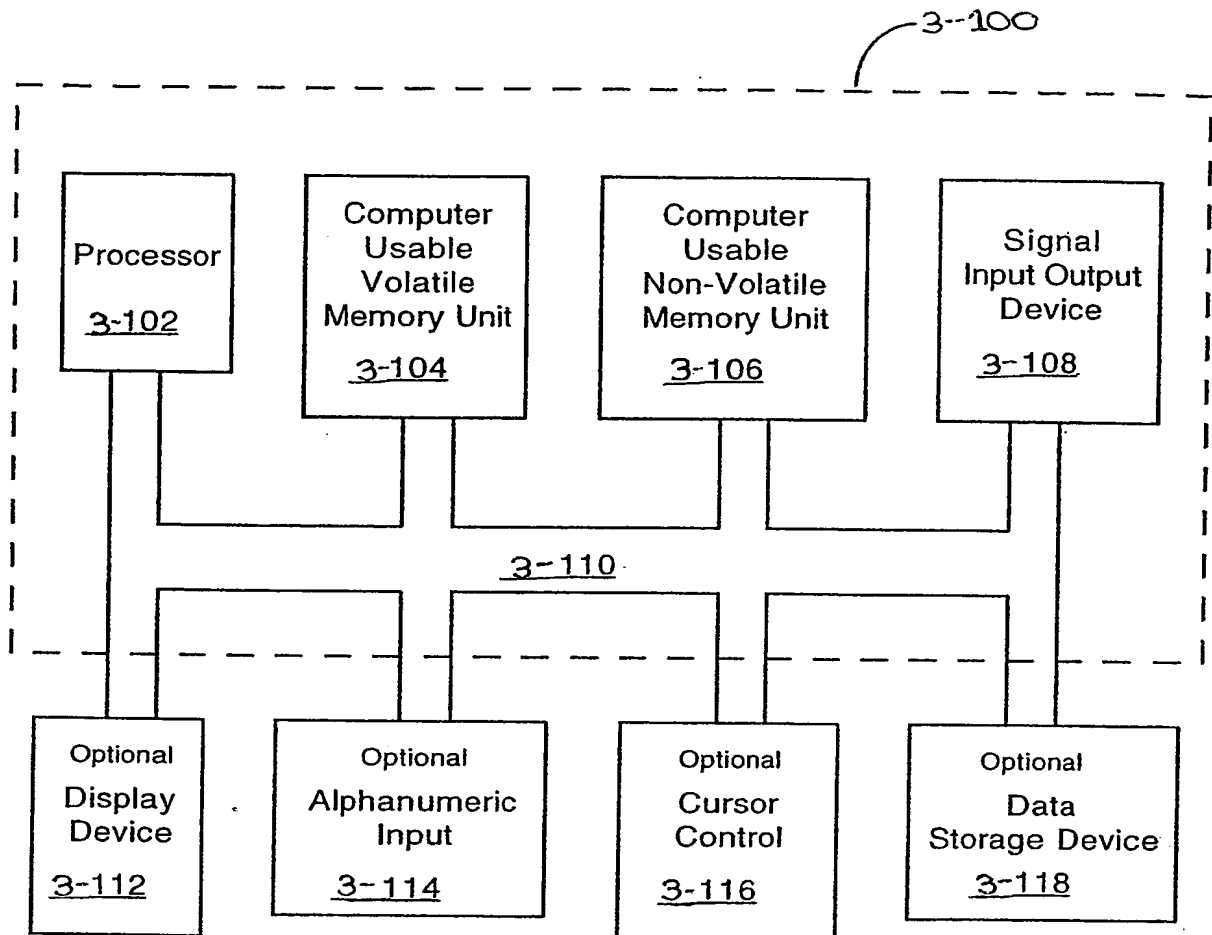 3-100
Processor
3-102
Computer
Usable
Volatile
Memory Unit
3-104
Computer
Usable
Non-Volatile
Memory Unit
3-106
Signal
Input Output
Device
3-108
3-110
Optional
Display
Device
3-112
Optional
Alphanumeric
Input
3-114
Optional
Cursor
Control
3-116
Optional
Data
Storage Device
3-118